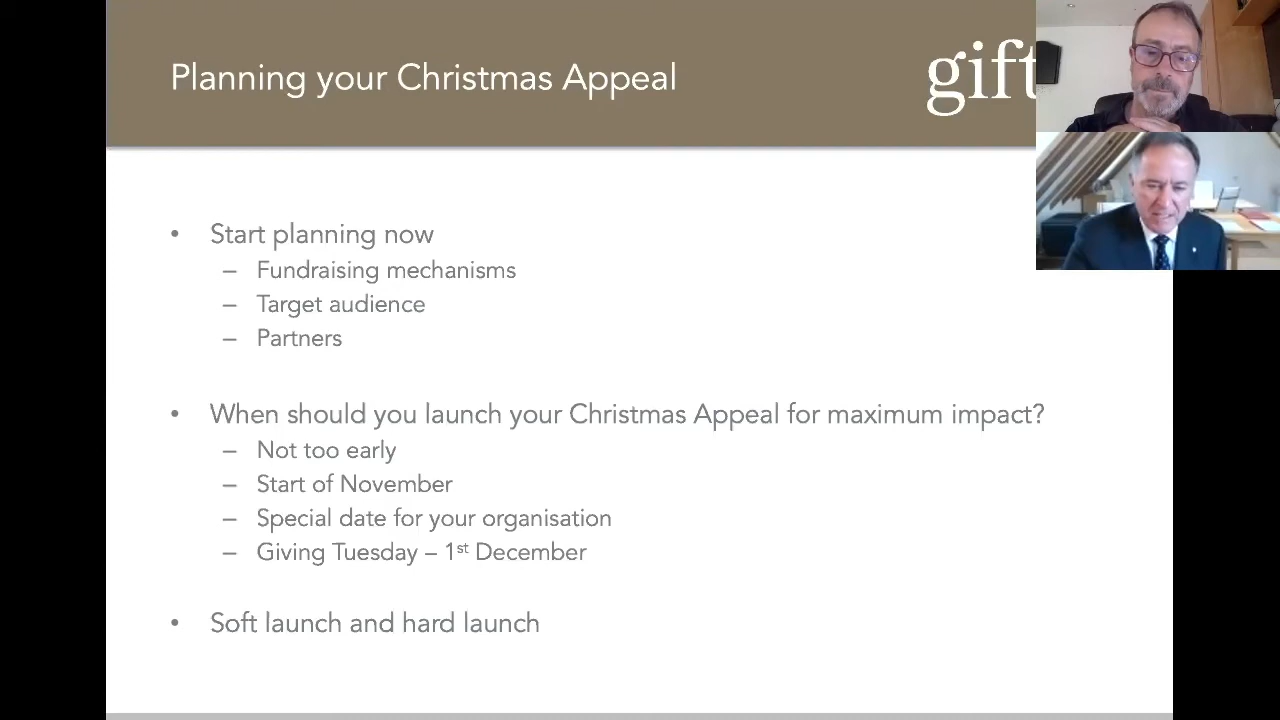 Planning your Christmas Appeal
gift
• Start planning now
– Fundraising mechanisms
– Target audience
– Partners
• When should you launch your Christmas Appeal for maximum impact?
– Not too early
– Start of November
– Special date for your organisation
– Giving Tuesday – 1st December
• Soft launch and hard launch